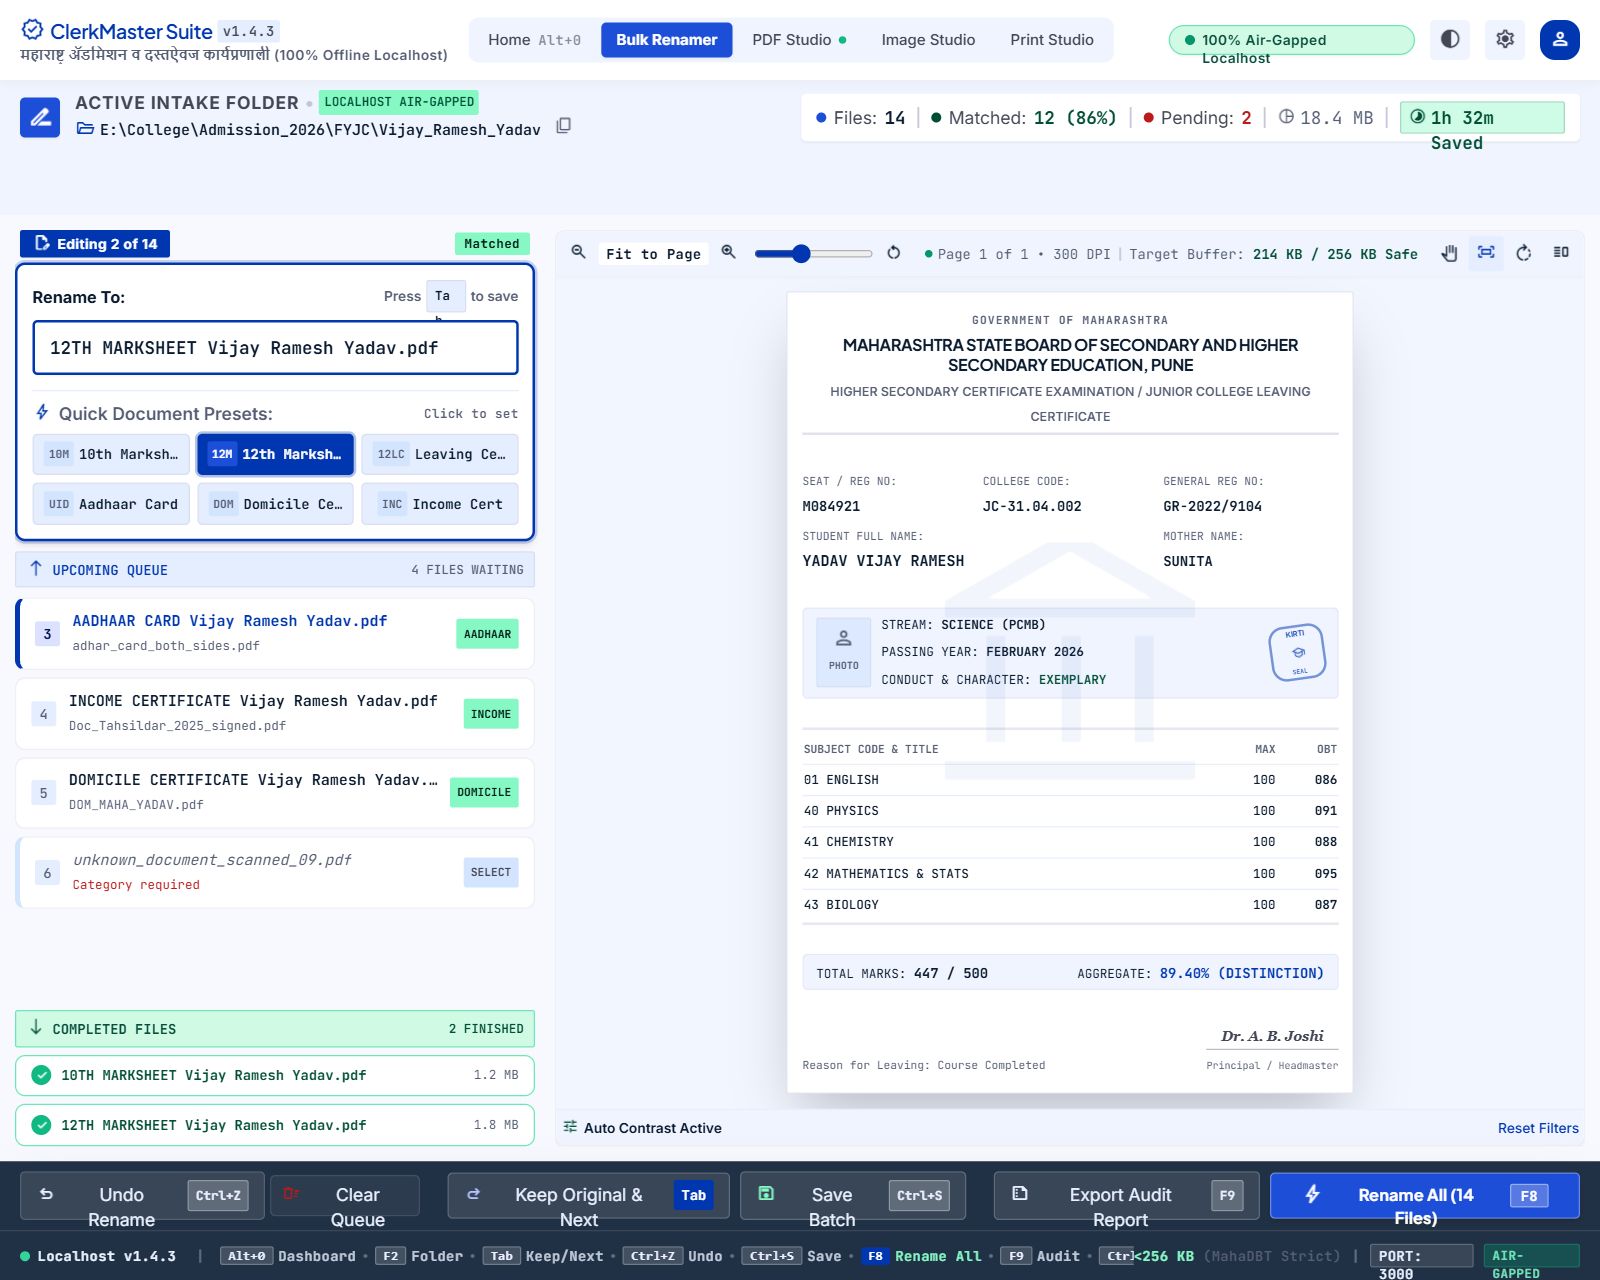 ClerkMaster Suite v1.4.3
महाराष्ट्र ॲडमिशन व दस्तऐवज कार्यप्रणाली (100% Offline Localhost)
Home Alt+0 Bulk Renamer PDF Studio Image Studio Print Studio
100% Air-Gapped
Localhost
ACTIVE INTAKE FOLDER • LOCALHOST AIR-GAPPED
E:\College\Admission_2026\FYJC\Vijay_Ramesh_Yadav
Files: 14 | Matched: 12 (86%) | Pending: 2 | 18.4 MB | 1h 32m
Saved
Editing 2 of 14
Matched
Rename To:
Press Tab to save
12TH MARKSHEET Vijay Ramesh Yadav.pdf
Quick Document Presets:
Click to set
10M 10th Marksh…
12M 12th Marksh…
12LC Leaving Ce…
UID Aadhaar Card
DOM Domicile Ce…
INC Income Cert
UPCOMING QUEUE
4 FILES WAITING
3 AADHAAR CARD Vijay Ramesh Yadav.pdf
adhar_card_both_sides.pdf
AADHAAR
4 INCOME CERTIFICATE Vijay Ramesh Yadav.pdf
Doc_Tahsildar_2025_signed.pdf
INCOME
5 DOMICILE CERTIFICATE Vijay Ramesh Yadav.…
DOM_MAHA_YADAV.pdf
DOMICILE
6 unknown_document_scanned_09.pdf
Category required
SELECT
COMPLETED FILES
2 FINISHED
10TH MARKSHEET Vijay Ramesh Yadav.pdf 1.2 MB
12TH MARKSHEET Vijay Ramesh Yadav.pdf 1.8 MB
Fit to Page
Page 1 of 1 • 300 DPI | Target Buffer: 214 KB / 256 KB Safe
GOVERNMENT OF MAHARASHTRA
MAHARASHTRA STATE BOARD OF SECONDARY AND HIGHER
SECONDARY EDUCATION, PUNE
HIGHER SECONDARY CERTIFICATE EXAMINATION / JUNIOR COLLEGE LEAVING
CERTIFICATE
SEAT / REG NO: COLLEGE CODE: GENERAL REG NO:
M084921 JC-31.04.002 GR-2022/9104
STUDENT FULL NAME: MOTHER NAME:
YADAV VIJAY RAMESH SUNITA
PHOTO
STREAM: SCIENCE (PCMB)
PASSING YEAR: FEBRUARY 2026
CONDUCT & CHARACTER: EXEMPLARY
KIRTI
SEAL
SUBJECT CODE & TITLE MAX OBT
01 ENGLISH 100 086
40 PHYSICS 100 091
41 CHEMISTRY 100 088
42 MATHEMATICS & STATS 100 095
43 BIOLOGY 100 087
TOTAL MARKS: 447 / 500 AGGREGATE: 89.40% (DISTINCTION)
Dr. A. B. Joshi
Reason for Leaving: Course Completed
Principal / Headmaster
Auto Contrast Active
Reset Filters
Undo
Rename
Ctrl+Z
Clear
Queue
Keep Original &
Next
Tab
Save
Batch
Ctrl+S
Export Audit
Report
F9
Rename All (14
Files)
F8
Localhost v1.4.3 | Alt+0 Dashboard • F2 Folder • Tab Keep/Next • Ctrl+Z Undo • Ctrl+S Save • F8 Rename All • F9 Audit • Ctrl <256 KB (MahaDBT Strict) | PORT:
3000
AIR-
GAPPED